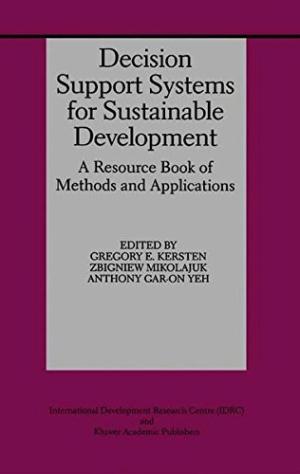 Decision
Support Systems
for Sustainable
Development
A Resource Book of
Methods and Applications
EDITED BY
GREGORY E. KERSTEN
ZBIGNIEW MIKOLAJUK
ANTHONY GAR-ON YEH
International Development Research Centre (IDRC)
and
Kluwer Academic Publishers